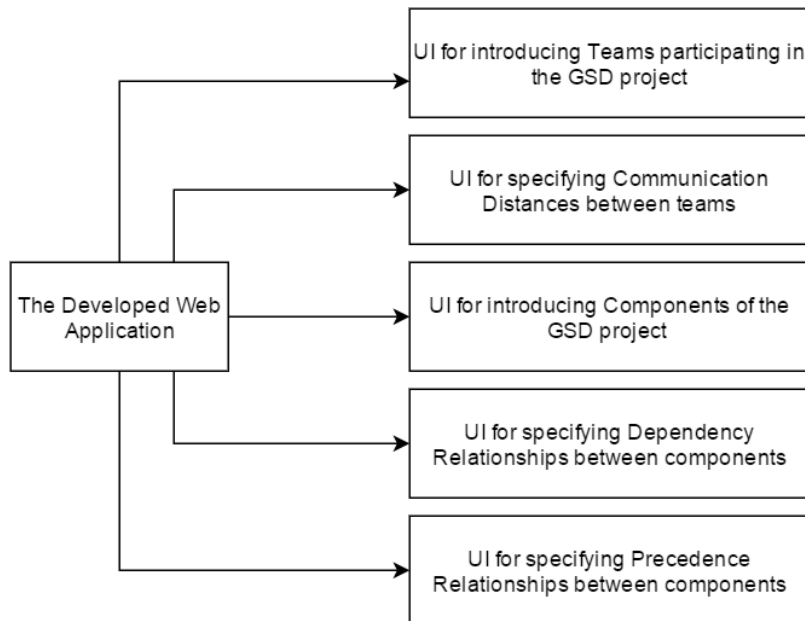 UI for introducing Teams participating in
the GSD project
UI for specifying Communication
Distances between teams
The Developed Web
Application
UI for introducing Components of the
GSD project
UI for specifying Dependency
Relationships between components
UI for specifying Precedence
Relationships between components